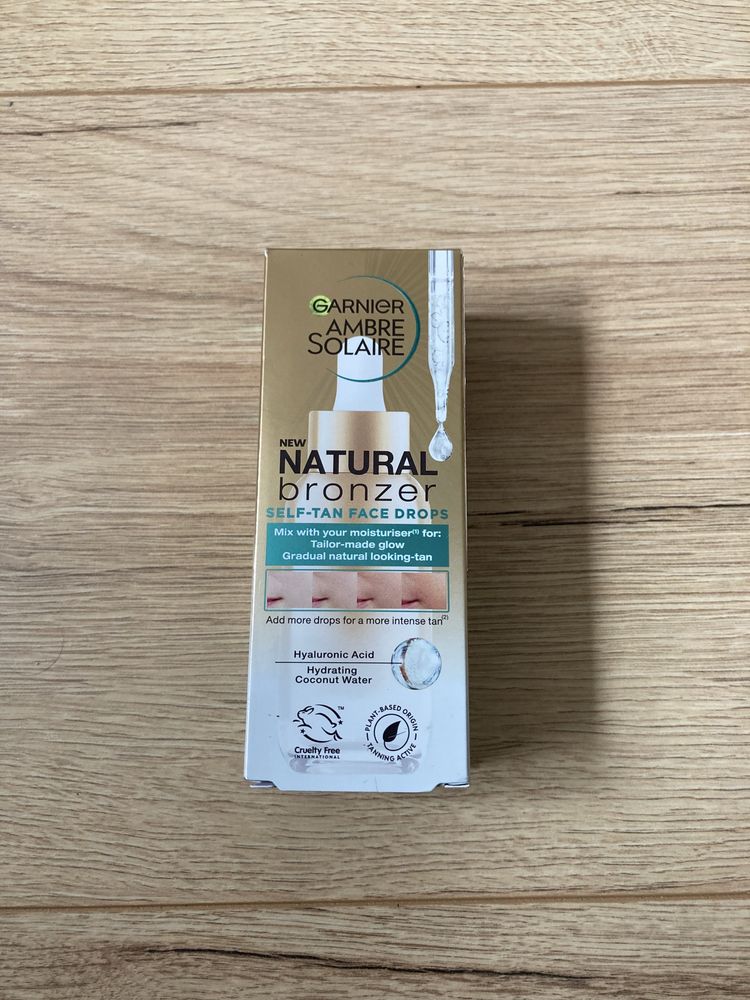 GARNIER
AMBRE
SOLAIRE
NEW
NATURAL
bronzer
SELF-TAN FACE DROPS
Mix with your moisturiser(1) for:
Tailor-made glow
Gradual natural looking-tan
Add more drops for a more intense tan(2)
Hyaluronic Acid
Hydrating
Coconut Water
TM
Cruelty Free
INTERNATIONAL
PLANT-BASED ORIGIN
TANNING ACTIVE